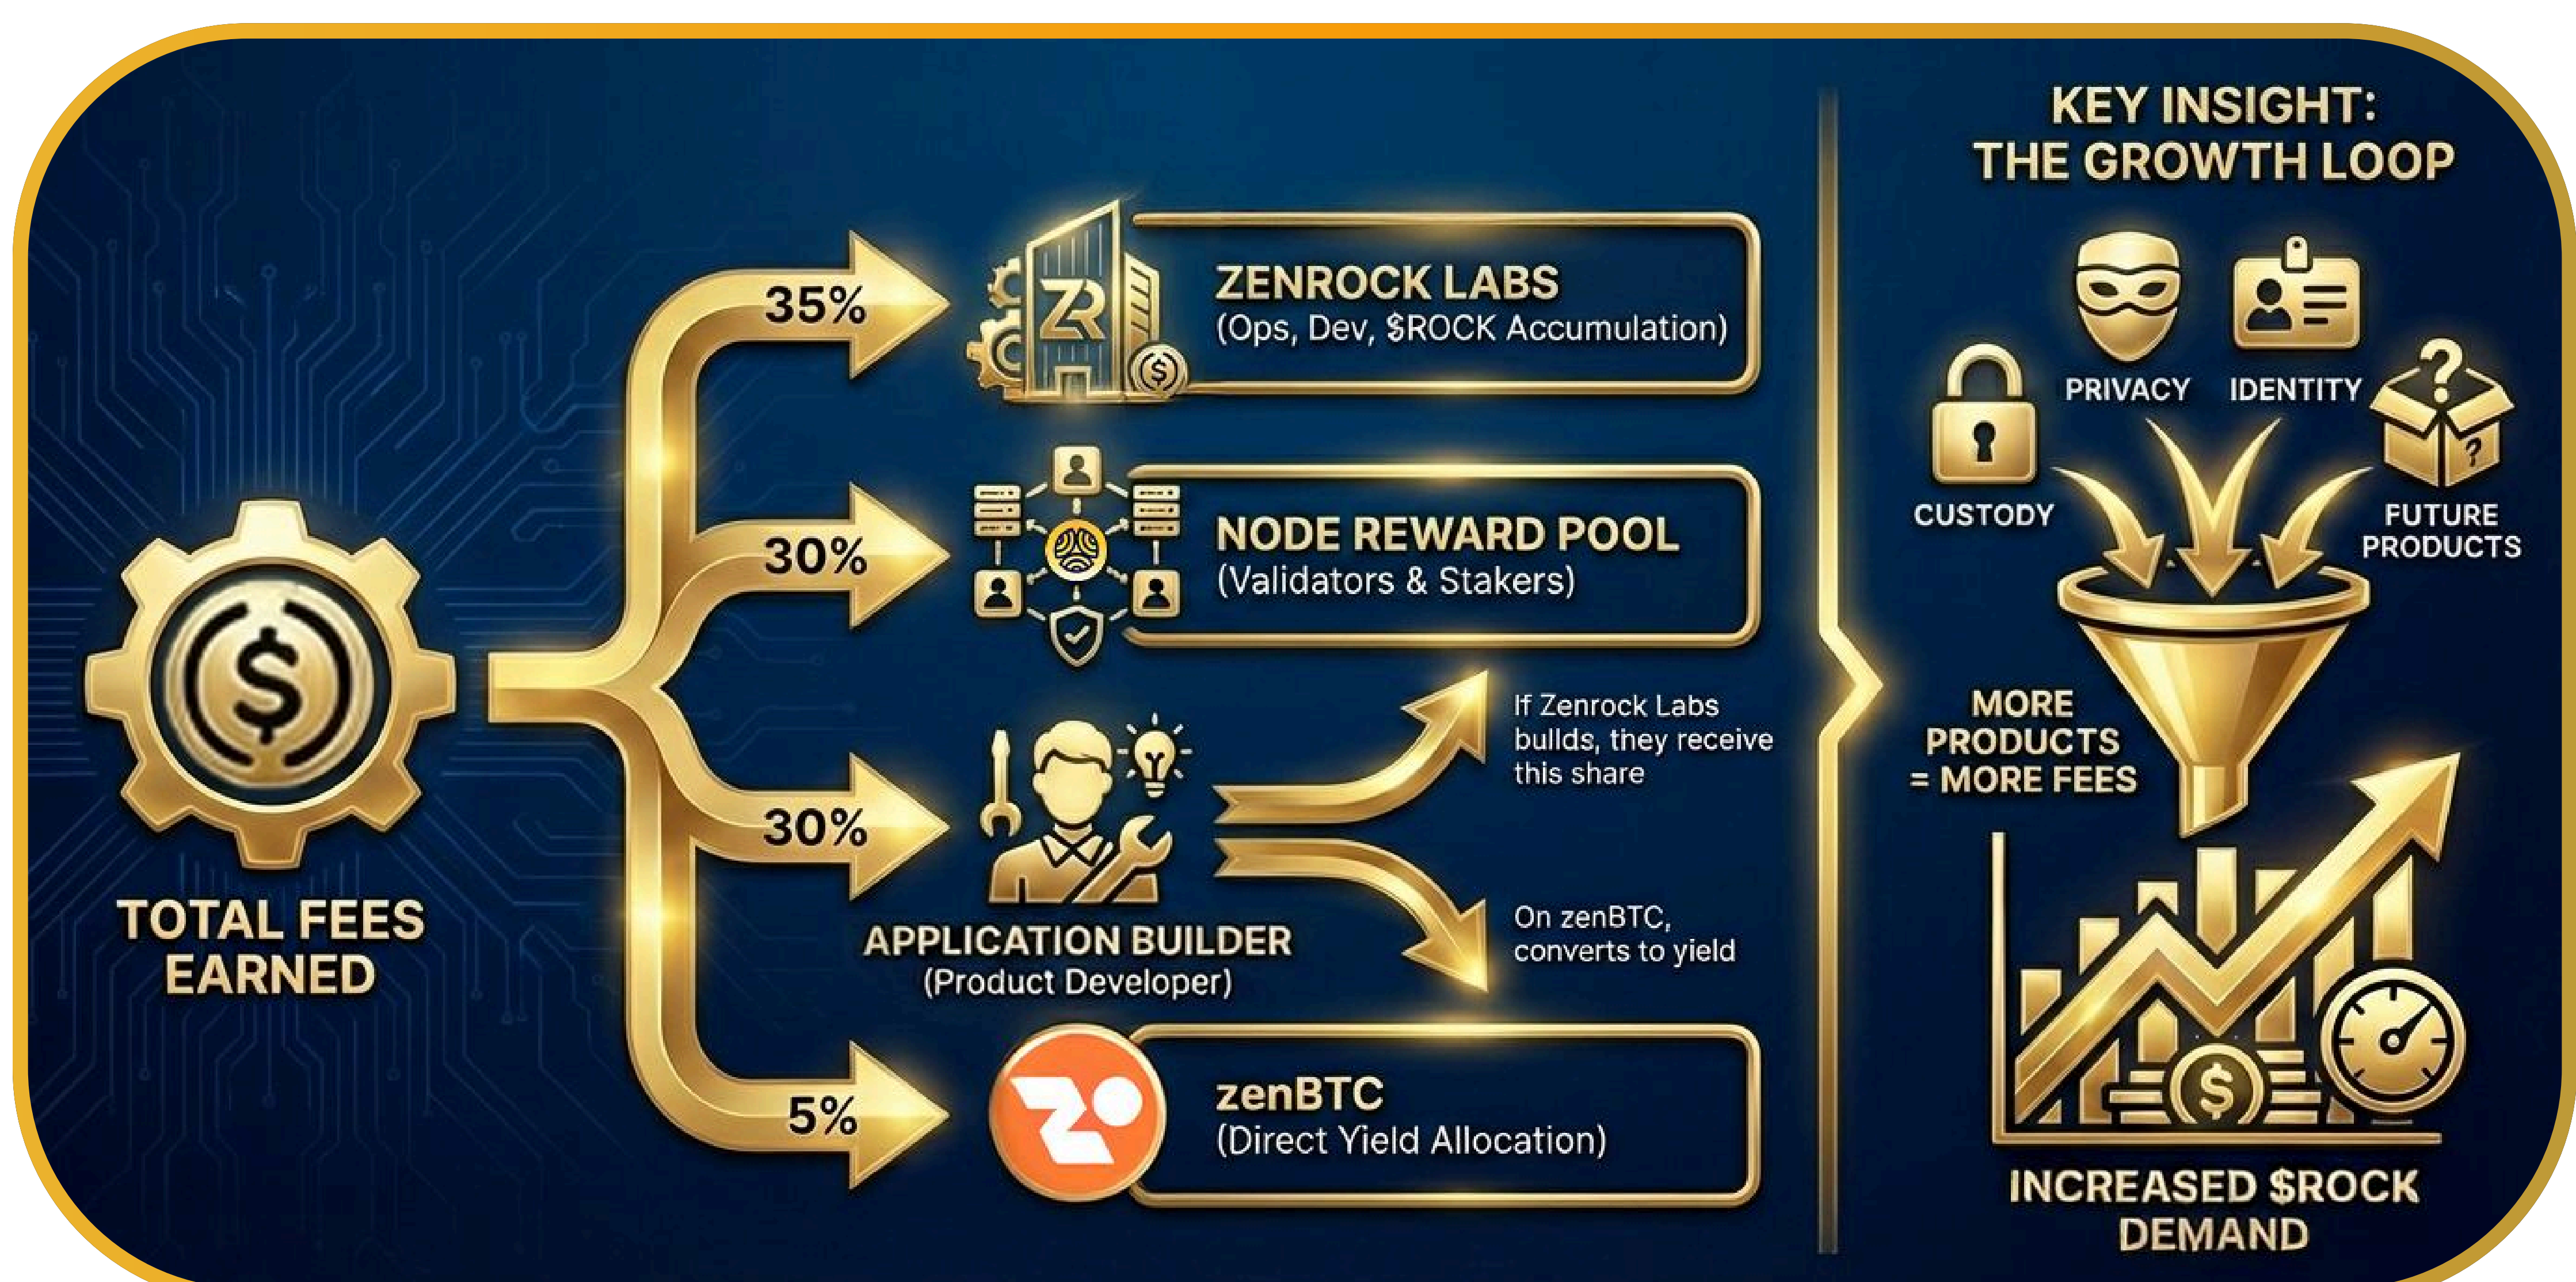 TOTAL FEES
EARNED
35%
ZR
ZENROCK LABS
(Ops, Dev, $ROCK Accumulation)
30%
NODE REWARD POOL
(Validators & Stakers)
30%
APPLICATION BUILDER
(Product Developer)
If Zenrock Labs
builds, they receive
this share
On zenBTC,
converts to yield
5%
zenBTC
(Direct Yield Allocation)
KEY INSIGHT:
THE GROWTH LOOP
CUSTODY
PRIVACY
IDENTITY
FUTURE
PRODUCTS
MORE
PRODUCTS
= MORE FEES
INCREASED $ROCK
DEMAND